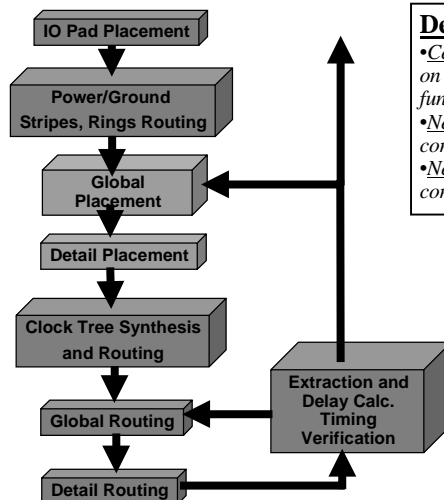 IO Pad Placement
Power/Ground
Stripes, Rings Routing
Global
Placement
Detail Placement
Clock Tree Synthesis
and Routing
Global Routing
Detail Routing
Extraction and
Delay Calc.
Timing
Verification
on